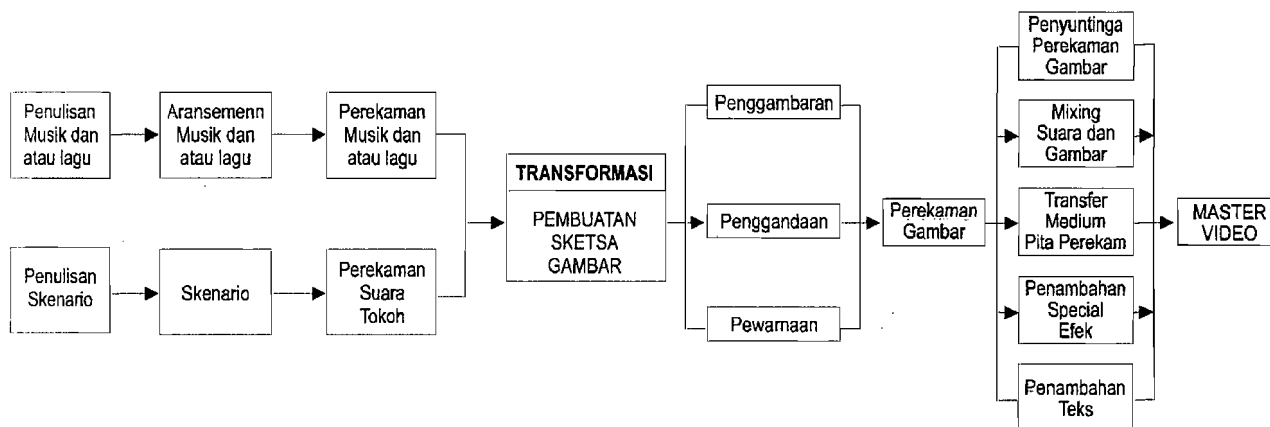 Penulisan
Musik dan
atau lagu
Aransemenn
Musik dan
atau lagu
Perekaman
Musik dan
atau lagu
Penulisan
Skenario
Skenario
Perekaman
Suara
Tokoh
TRANSFORMASI
PEMBUATAN
SKETSA
GAMBAR
Penggambaran
Penggandaan
Pewarnaan
Perekaman
Gambar
Penyuntinga
Perekaman
Gambar
Mixing
Suara dan
Gambar
Transfer
Medium
Pita Perekam
Penambahan
Special
Efek
Penambahan
Teks
MASTER
VIDEO